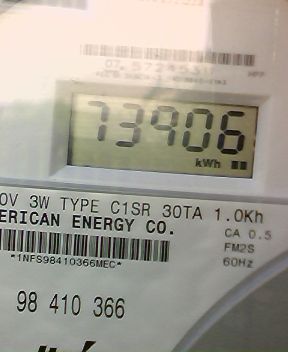 73906
kWh
0V 3W TYPE C1SR 30TA 1.0Kh
ERICAN ENERGY CO.
CA 0.5
FM2S
*1NFS98410366MEC*
60Hz
98 410 366